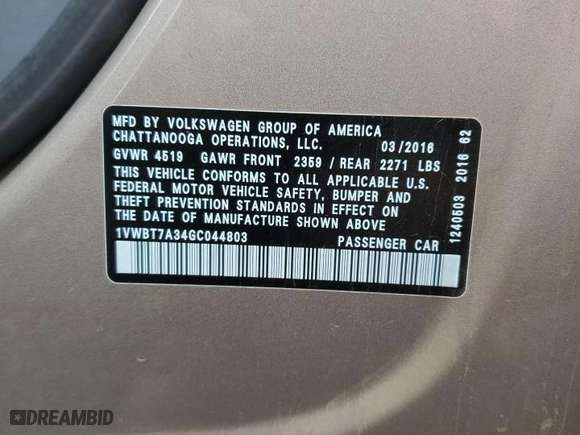 MFD BY VOLKSWAGEN GROUP OF AMERICA
CHATTANOOGA OPERATIONS, LLC. 03/2016
GVWR 4519 GAWR FRONT 2359 / REAR 2271 LBS
THIS VEHICLE CONFORMS TO ALL APPLICABLE U.S.
FEDERAL MOTOR VEHICLE SAFETY, BUMPER AND
THEFT PREVENTION STANDARDS IN EFFECT ON
THE DATE OF MANUFACTURE SHOWN ABOVE
1VWBT7A34GC044803 PASSENGER CAR
1240503 2016 62
DREAMBID